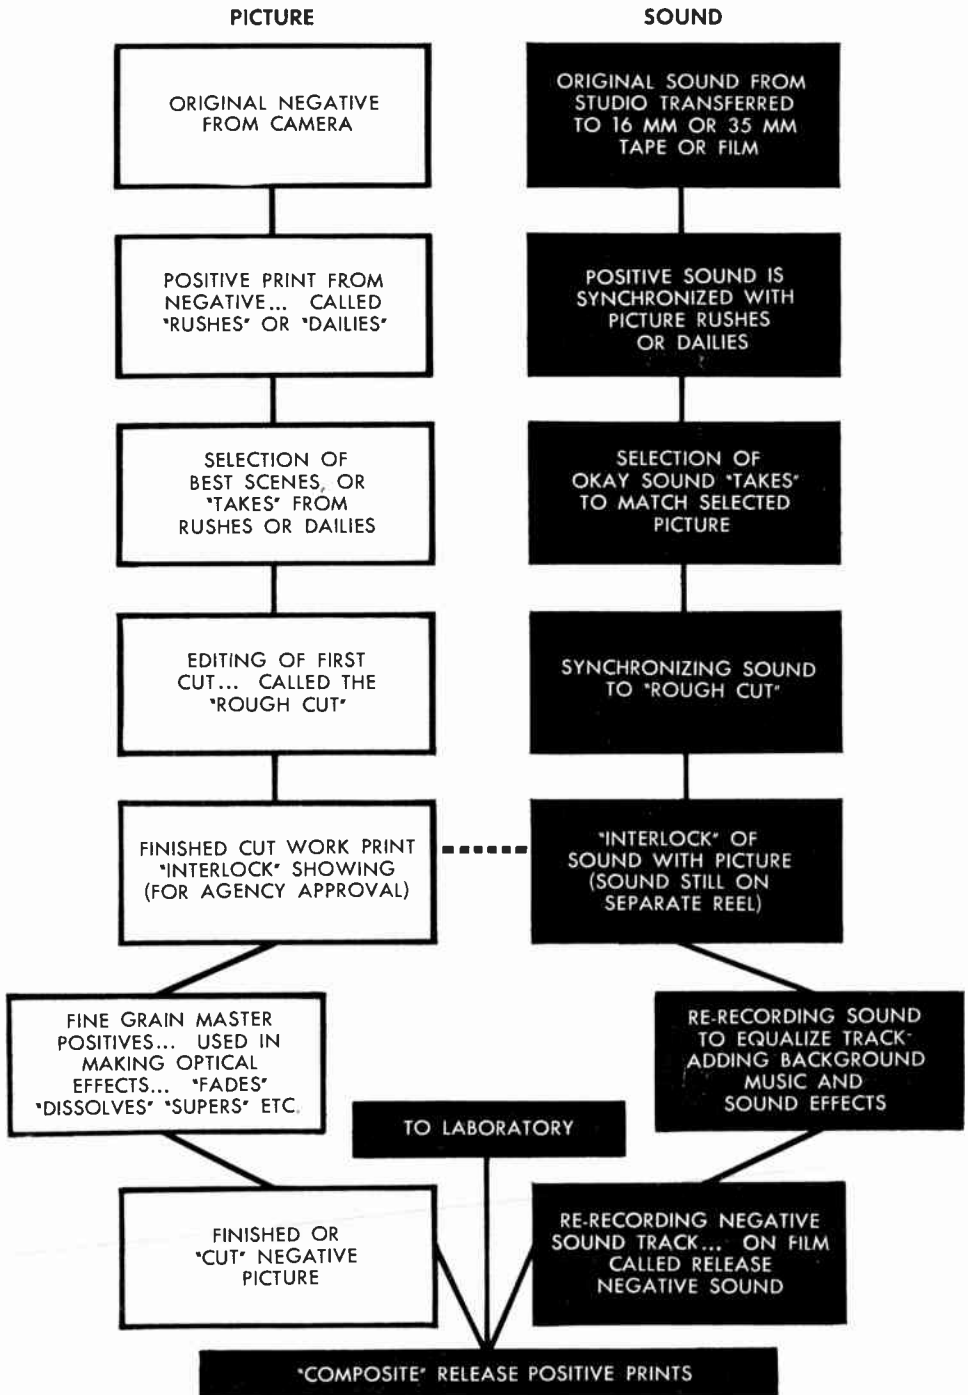 PICTURE
ORIGINAL NEGATIVE
FROM CAMERA
POSITIVE PRINT FROM
NEGATIVE... CALLED
"RUSHES" OR "DAILIES"
SELECTION OF
BEST SCENES, OR
"TAKES" FROM
RUSHES OR DAILIES
EDITING OF FIRST
CUT... CALLED THE
"ROUGH CUT"
FINISHED CUT WORK PRINT
"INTERLOCK" SHOWING
(FOR AGENCY APPROVAL)
FINE GRAIN MASTER
POSITIVES... USED IN
MAKING OPTICAL
EFFECTS... "FADES"
"DISSOLVES" "SUPERS" ETC.
FINISHED OR
"CUT" NEGATIVE
PICTURE
SOUND
ORIGINAL SOUND FROM
STUDIO TRANSFERRED
TO 16 MM OR 35 MM
TAPE OR FILM
POSITIVE SOUND IS
SYNCHRONIZED WITH
PICTURE RUSHES
OR DAILIES
SELECTION OF
OKAY SOUND "TAKES"
TO MATCH SELECTED
PICTURE
SYNCHRONIZING SOUND
TO "ROUGH CUT"
"INTERLOCK" OF
SOUND WITH PICTURE
(SOUND STILL ON
SEPARATE REEL)
RE-RECORDING SOUND
TO EQUALIZE TRACK-
ADDING BACKGROUND
MUSIC AND
SOUND EFFECTS
RE-RECORDING NEGATIVE
SOUND TRACK... ON FILM
CALLED RELEASE
NEGATIVE SOUND
TO LABORATORY
"COMPOSITE" RELEASE POSITIVE PRINTS